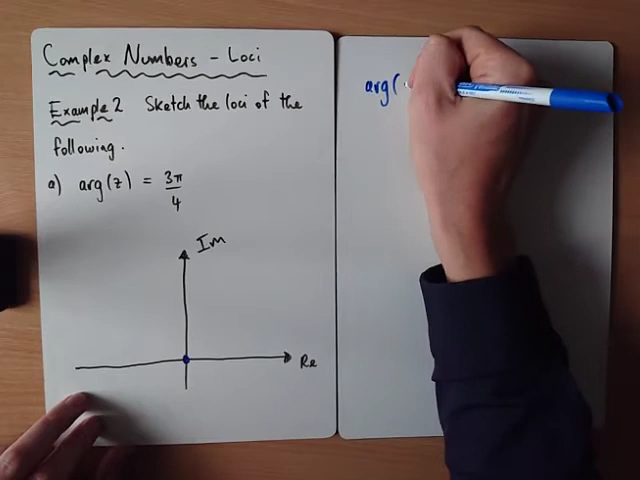 Complex Numbers - Loci
Example 2 Sketch the loci of the
following.
a) arg(z) = 3π/4
Im
Re
arg(